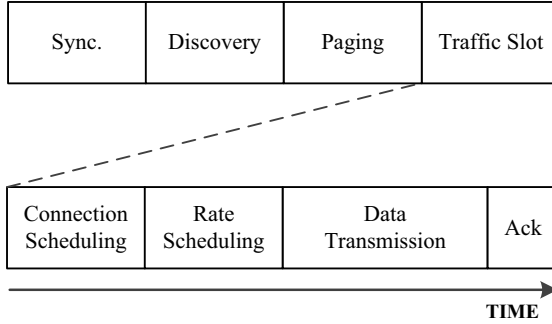 Sync. Discovery Paging Traffic Slot
Connection Scheduling Rate Scheduling Data Transmission Ack
TIME